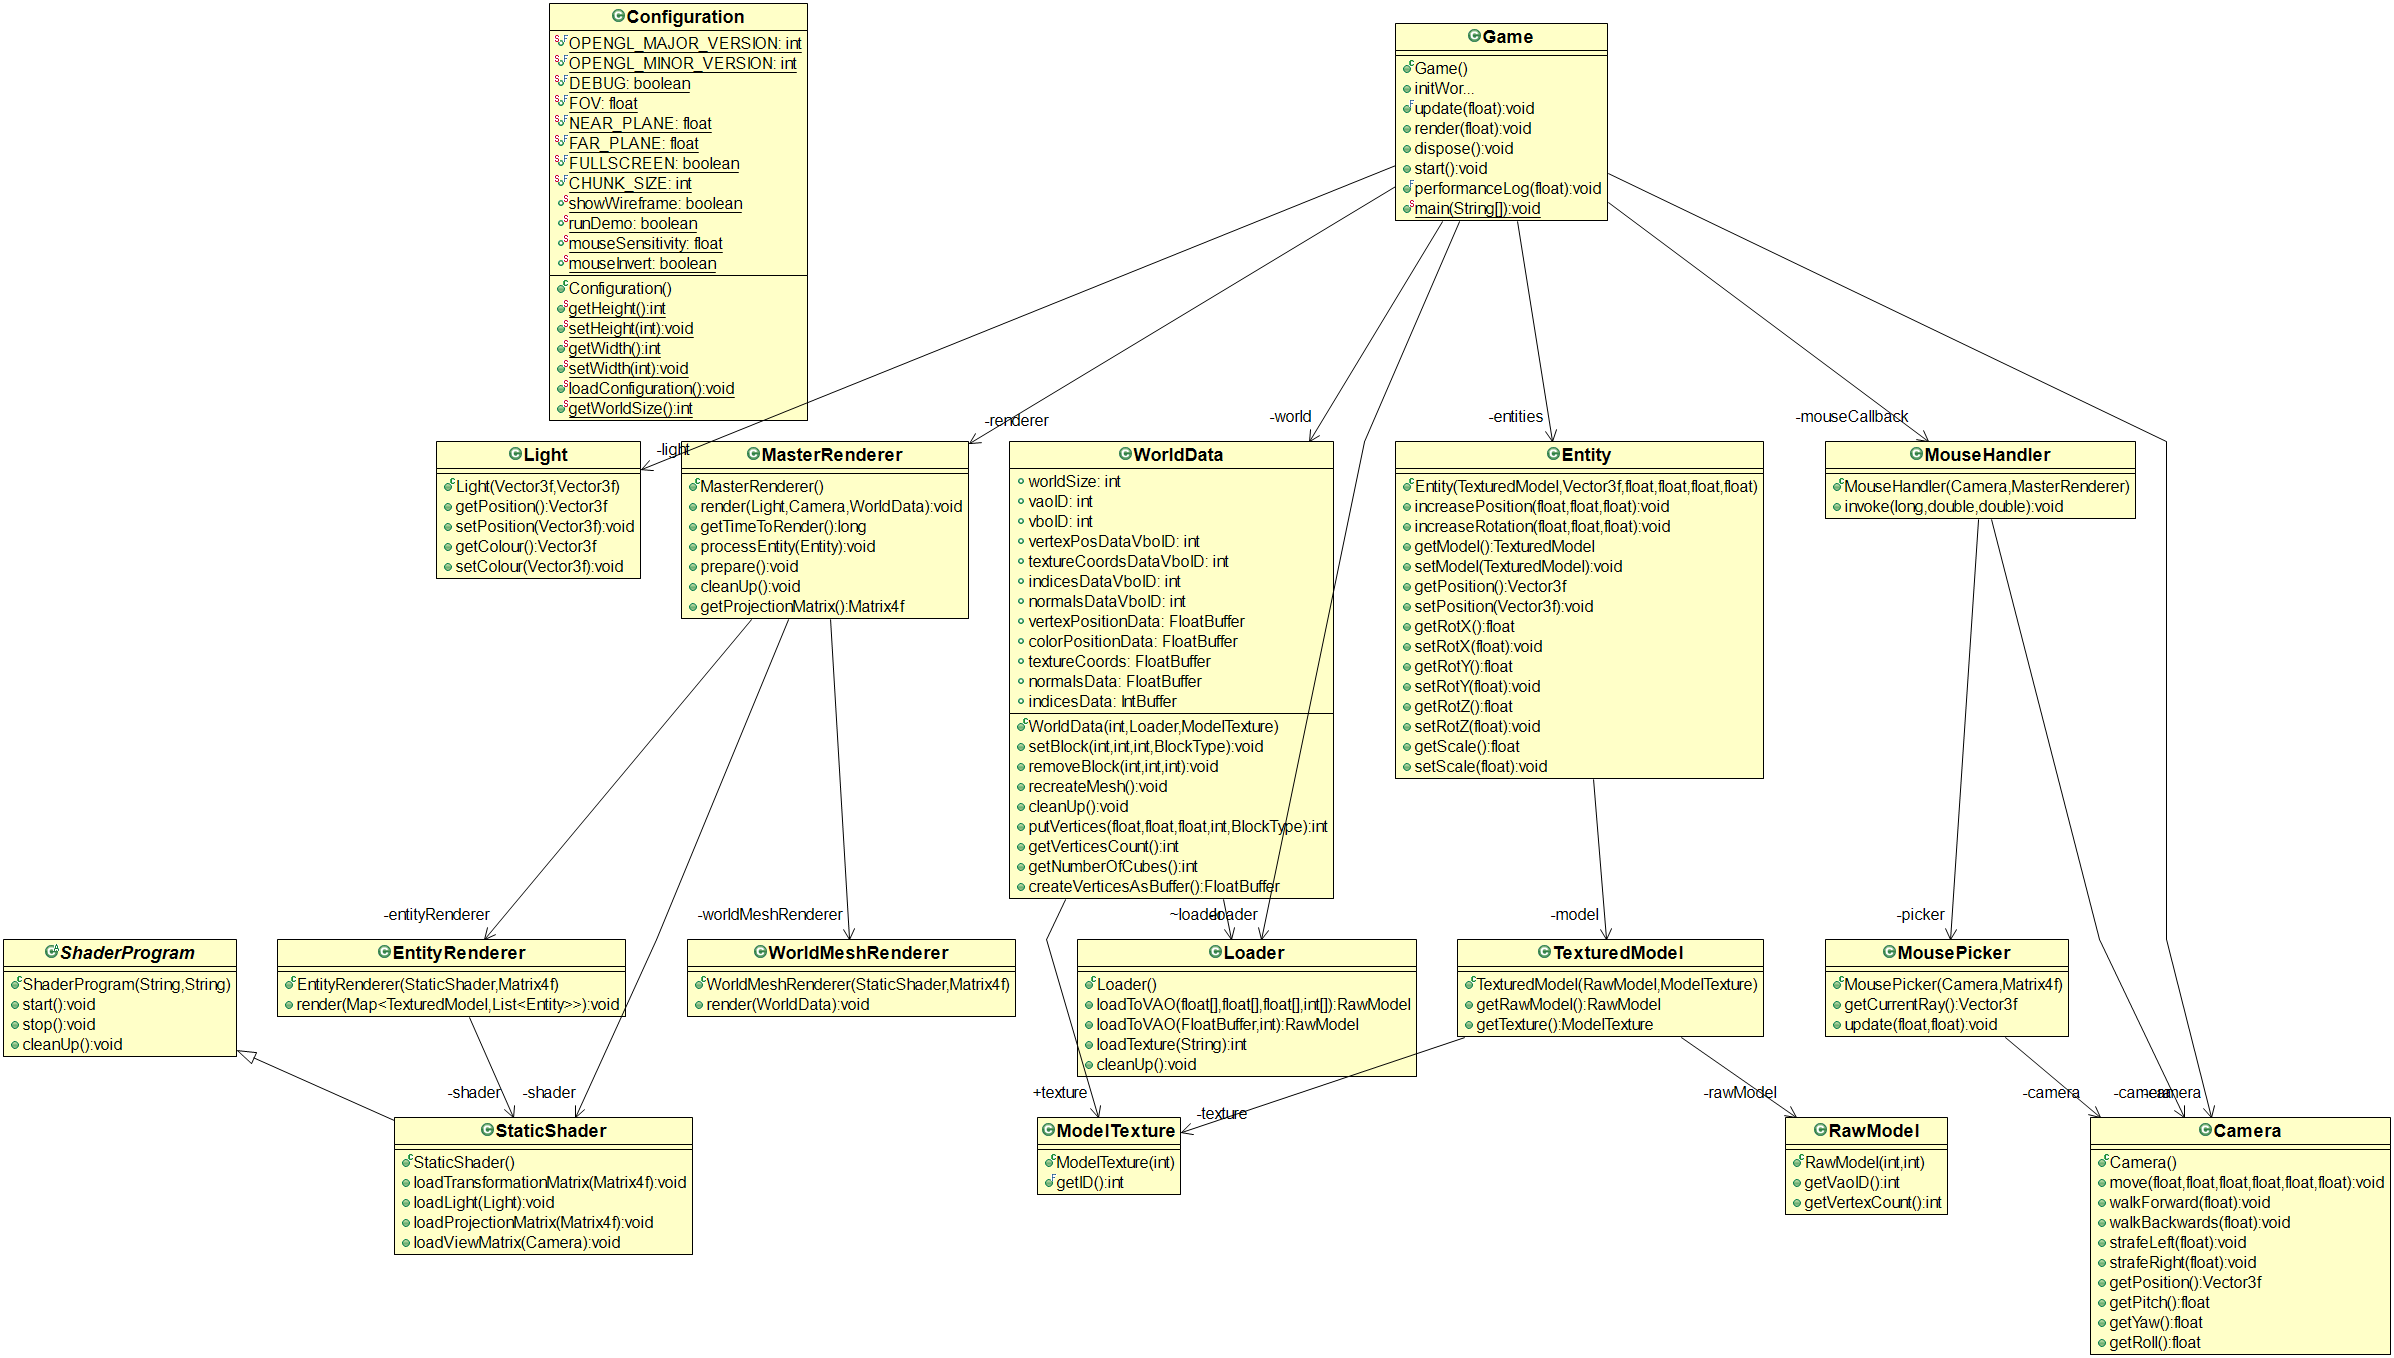 Configuration
OPENGL_MAJOR_VERSION: int
OPENGL_MINOR_VERSION: int
DEBUG: boolean
FOV: float
NEAR_PLANE: float
FAR_PLANE: float
FULLSCREEN: boolean
CHUNK_SIZE: int
showWireframe: boolean
runDemo: boolean
mouseSensitivity: float
mouseInvert: boolean
Configuration()
getHeight():int
setHeight(int):void
getWidth():int
setWidth(int):void
loadConfiguration():void
getWorldSize():int
Game
Game()
initWor...
update(float):void
render(float):void
dispose():void
start():void
performanceLog(float):void
main(String[]):void
-light
-renderer
-world
-entities
-mouseCallback
Light
Light(Vector3f,Vector3f)
getPosition():Vector3f
setPosition(Vector3f):void
getColour():Vector3f
setColour(Vector3f):void
MasterRenderer
MasterRenderer()
render(Light,Camera,WorldData):void
getTimeToRender():long
processEntity(Entity):void
prepare():void
cleanUp():void
getProjectionMatrix():Matrix4f
WorldData
worldSize: int
vaoID: int
vboID: int
vertexPosDataVboID: int
textureCoordsDataVboID: int
indicesDataVboID: int
normalsDataVboID: int
vertexPositionData: FloatBuffer
colorPositionData: FloatBuffer
textureCoords: FloatBuffer
normalsData: FloatBuffer
indicesData: IntBuffer
WorldData(int,Loader,ModelTexture)
setBlock(int,int,int,BlockType):void
removeBlock(int,int,int):void
recreateMesh():void
cleanUp():void
putVertices(float,float,float,int,BlockType):int
getVerticesCount():int
getNumberOfCubes():int
createVerticesAsBuffer():FloatBuffer
Entity
Entity(TexturedModel,Vector3f,float,float,float,float)
increasePosition(float,float,float):void
increaseRotation(float,float,float):void
getModel():TexturedModel
setModel(TexturedModel):void
getPosition():Vector3f
setPosition(Vector3f):void
getRotX():float
setRotX(float):void
getRotY():float
setRotY(float):void
getRotZ():float
setRotZ(float):void
getScale():float
setScale(float):void
MouseHandler
MouseHandler(Camera,MasterRenderer)
invoke(long,double,double):void
-entityRenderer
-worldMeshRenderer
~loader
-loader
-model
-picker
ShaderProgram
ShaderProgram(String,String)
start():void
stop():void
cleanUp():void
EntityRenderer
EntityRenderer(StaticShader,Matrix4f)
render(Map<TexturedModel,List<Entity>>):void
WorldMeshRenderer
WorldMeshRenderer(StaticShader,Matrix4f)
render(WorldData):void
Loader
Loader()
loadToVAO(float[],float[],float[],int[]):RawModel
loadToVAO(FloatBuffer,int):RawModel
loadTexture(String):int
cleanUp():void
TexturedModel
TexturedModel(RawModel,ModelTexture)
getRawModel():RawModel
getTexture():ModelTexture
MousePicker
MousePicker(Camera,Matrix4f)
getCurrentRay():Vector3f
update(float,float):void
-shader
-shader
+texture
-texture
-rawModel
-camera
-camera
-camera
StaticShader
StaticShader()
loadTransformationMatrix(Matrix4f):void
loadLight(Light):void
loadProjectionMatrix(Matrix4f):void
loadViewMatrix(Camera):void
ModelTexture
ModelTexture(int)
getID():int
RawModel
RawModel(int,int)
getVaoID():int
getVertexCount():int
Camera
Camera()
move(float,float,float,float,float,float):void
walkForward(float):void
walkBackwards(float):void
strafeLeft(float):void
strafeRight(float):void
getPosition():Vector3f
getPitch():float
getYaw():float
getRoll():float